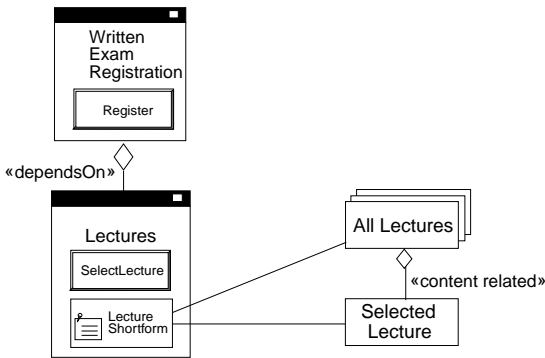 Written
Exam
Registration
Register
«dependsOn»
Lectures
SelectLecture
Lecture
Shortform
All Lectures
«content related»
Selected
Lecture